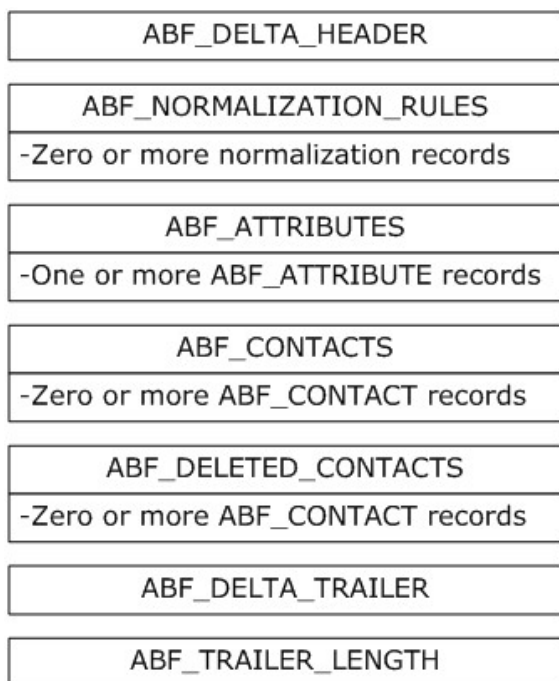 ABF_DELTA_HEADER
ABF_NORMALIZATION_RULES
-Zero or more normalization records
ABF_ATTRIBUTES
-One or more ABF_ATTRIBUTE records
ABF_CONTACTS
-Zero or more ABF_CONTACT records
ABF_DELETED_CONTACTS
-Zero or more ABF_CONTACT records
ABF_DELTA_TRAILER
ABF_TRAILER_LENGTH